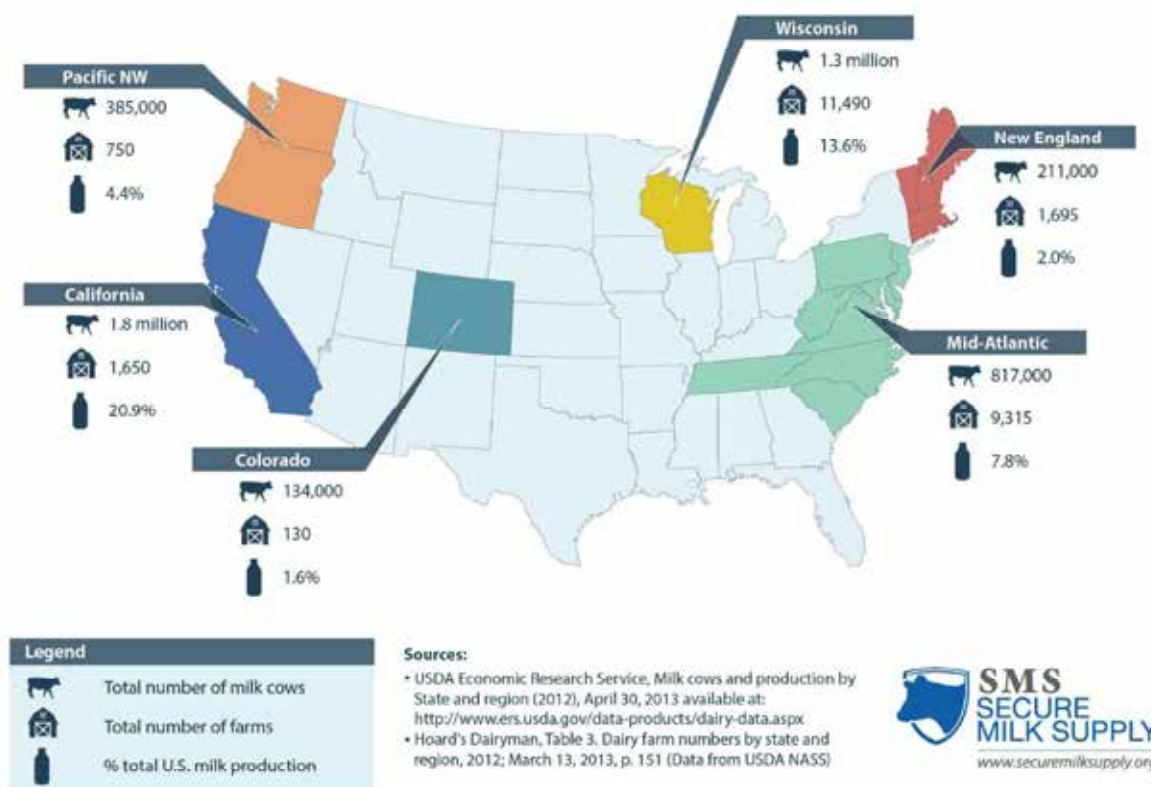 Wisconsin
1.3 million
11,490
13.6%
Pacific NW
385,000
750
4.4%
New England
211,000
1,695
2.0%
California
1.8 million
1,650
20.9%
Mid-Atlantic
817,000
9,315
7.8%
Colorado
134,000
130
1.6%
Legend
Total number of milk cows
Total number of farms
% total U.S. milk production
Sources:
• USDA Economic Research Service, Milk cows and production by
State and region (2012), April 30, 2013 available at:
http://www.ers.usda.gov/data-products/dairy-data.aspx
• Hoard's Dairyman, Table 3. Dairy farm numbers by state and
region, 2012; March 13, 2013, p. 151 (Data from USDA NASS)
SMS
SECURE
MILK SUPPLY
www.securemilksupply.org